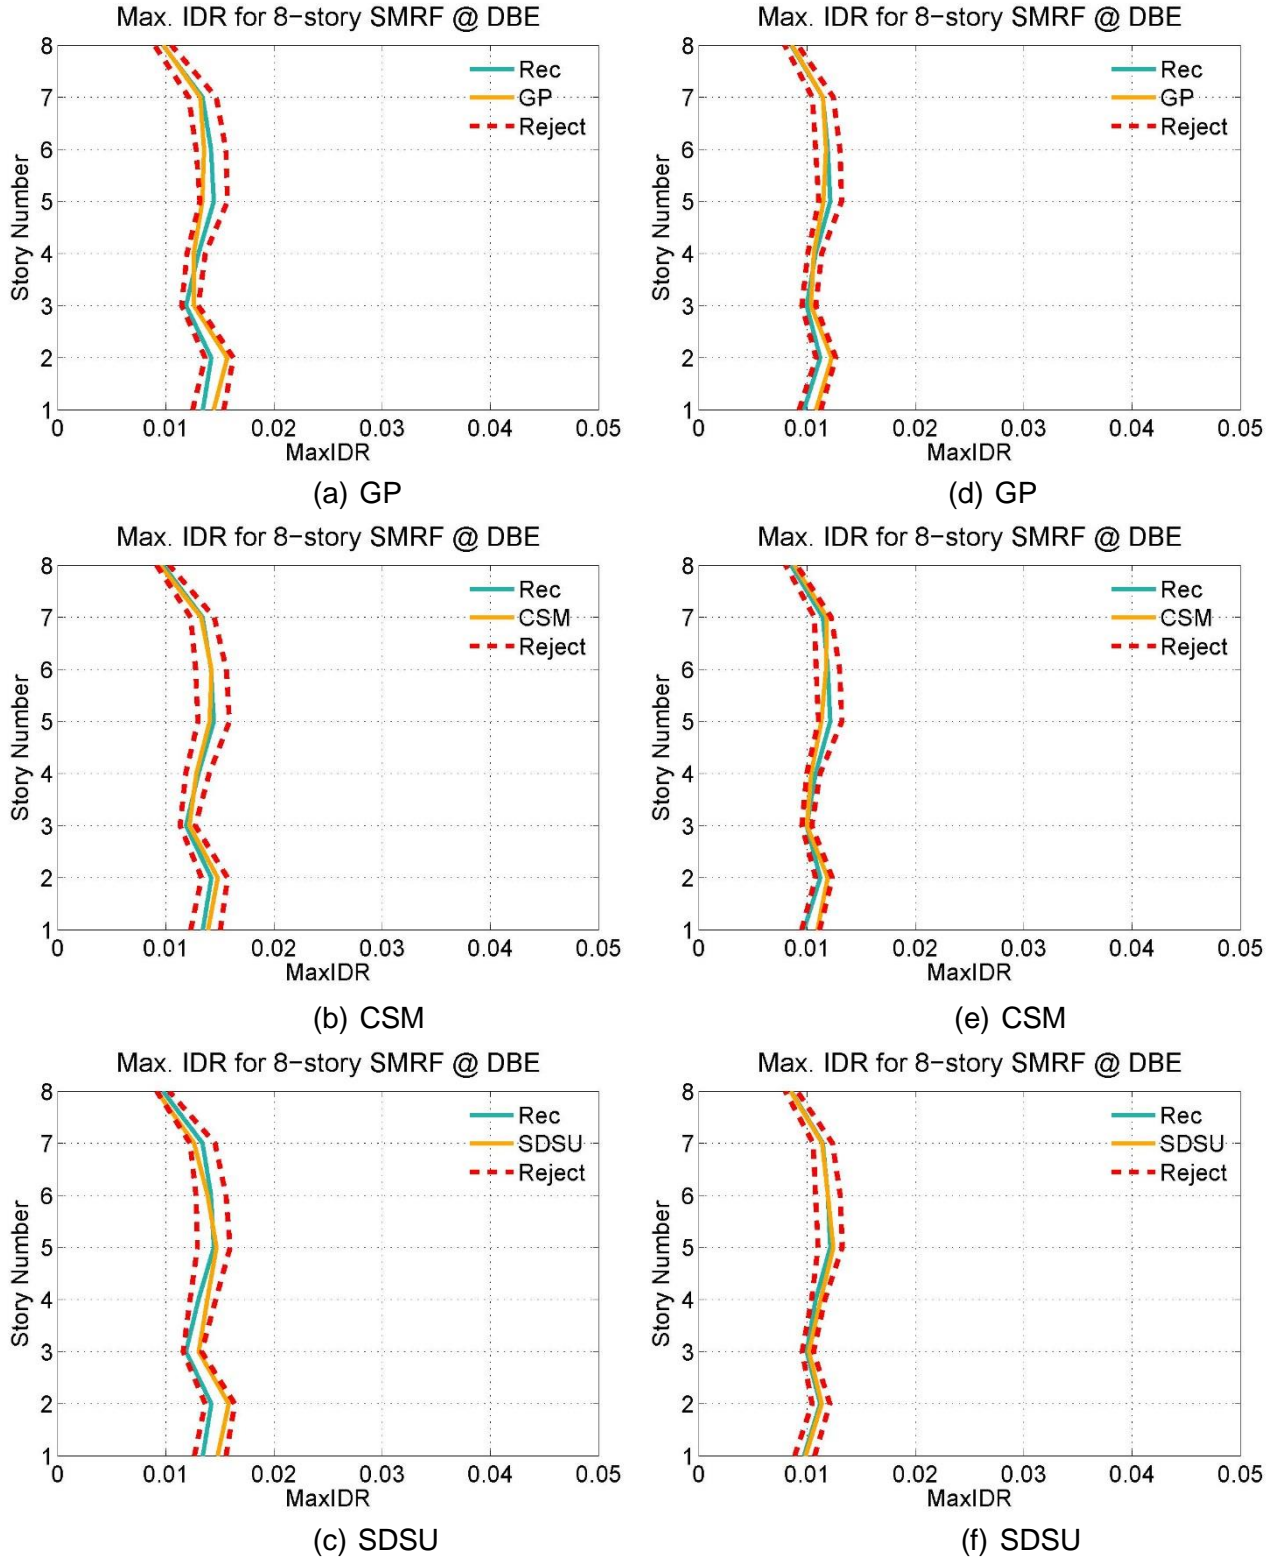 Max. IDR for 8−story SMRF @ DBE
8
7
6
5
4
3
2
1
Story Number
Rec
GP
Reject
0 0.01 0.02 0.03 0.04 0.05
MaxIDR
(a) GP
Max. IDR for 8−story SMRF @ DBE
8
7
6
5
4
3
2
1
Story Number
Rec
GP
Reject
0 0.01 0.02 0.03 0.04 0.05
MaxIDR
(d) GP
Max. IDR for 8−story SMRF @ DBE
8
7
6
5
4
3
2
1
Story Number
Rec
CSM
Reject
0 0.01 0.02 0.03 0.04 0.05
MaxIDR
(b) CSM
Max. IDR for 8−story SMRF @ DBE
8
7
6
5
4
3
2
1
Story Number
Rec
CSM
Reject
0 0.01 0.02 0.03 0.04 0.05
MaxIDR
(e) CSM
Max. IDR for 8−story SMRF @ DBE
8
7
6
5
4
3
2
1
Story Number
Rec
SDSU
Reject
0 0.01 0.02 0.03 0.04 0.05
MaxIDR
(c) SDSU
Max. IDR for 8−story SMRF @ DBE
8
7
6
5
4
3
2
1
Story Number
Rec
SDSU
Reject
0 0.01 0.02 0.03 0.04 0.05
MaxIDR
(f) SDSU